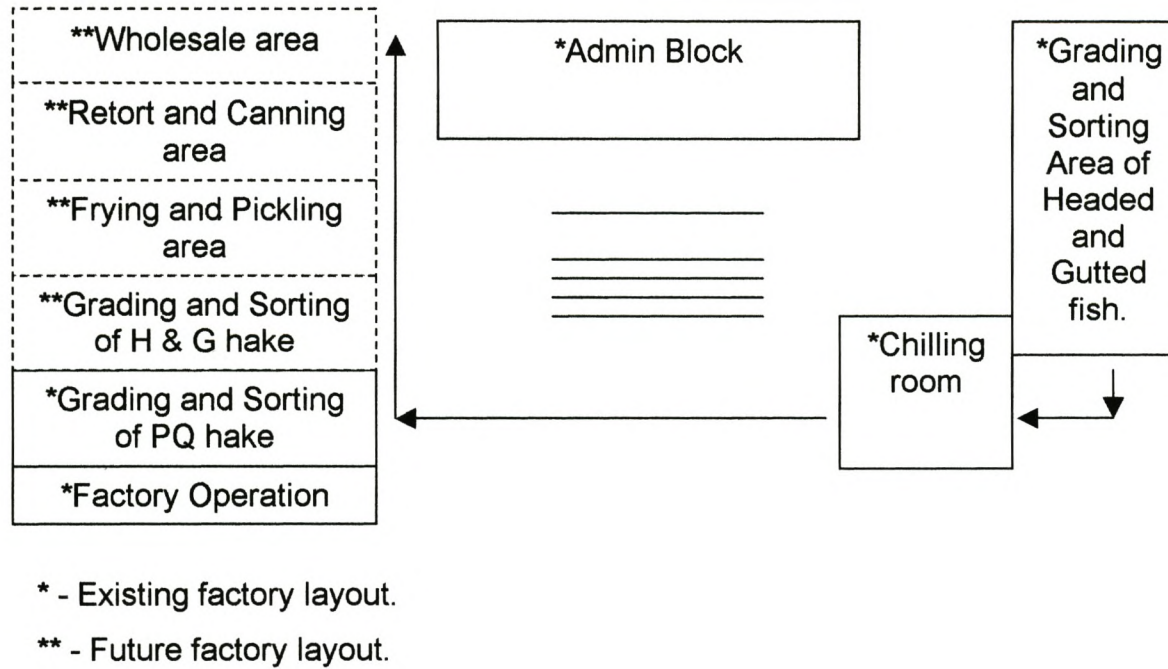 **Wholesale area
**Retort and Canning
area
**Frying and Pickling
area
**Grading and Sorting
of H & G hake
*Grading and Sorting
of PQ hake
*Factory Operation
*Admin Block
*Chilling
room
*Grading
and
Sorting
Area of
Headed
and
Gutted
fish.
* - Existing factory layout.
** - Future factory layout.